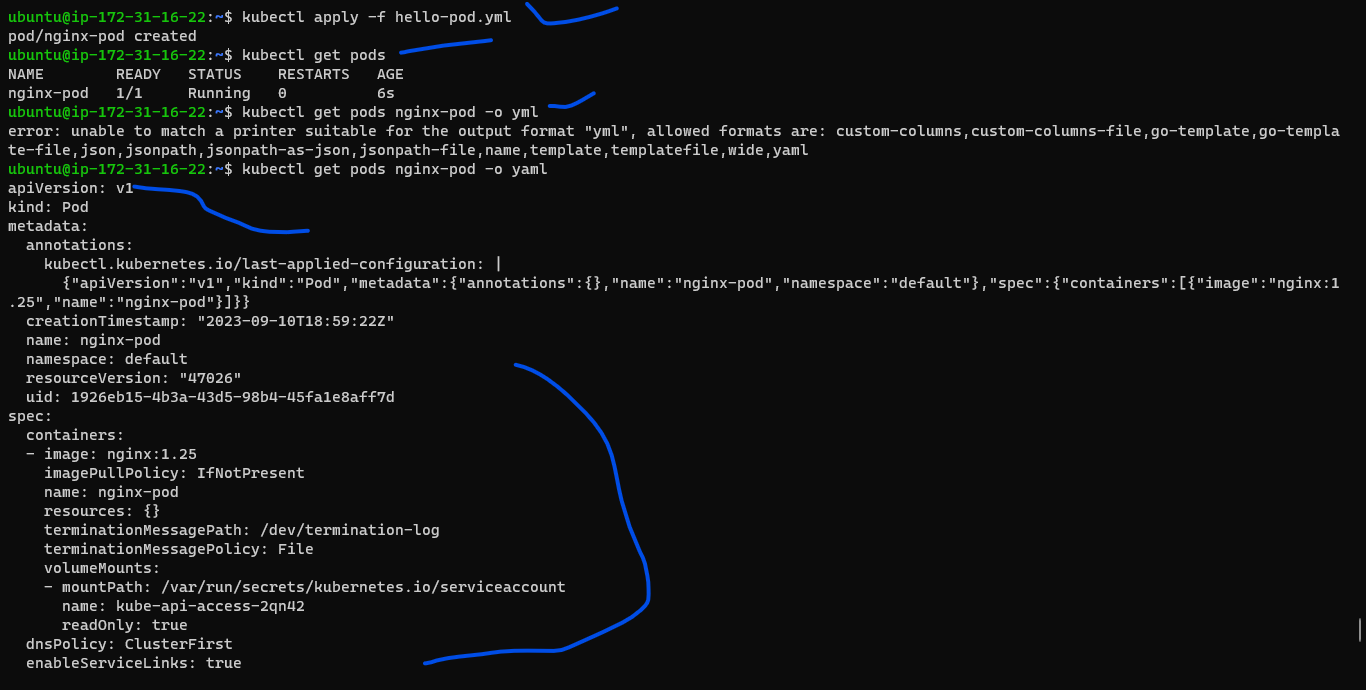 ubuntu@ip-172-31-16-22:~$ kubectl apply -f hello-pod.yml
pod/nginx-pod created
ubuntu@ip-172-31-16-22:~$ kubectl get pods
NAME        READY   STATUS    RESTARTS   AGE
nginx-pod   1/1     Running   0          6s
ubuntu@ip-172-31-16-22:~$ kubectl get pods nginx-pod -o yml
error: unable to match a printer suitable for the output format "yml", allowed formats are: custom-columns,custom-columns-file,go-template,go-templa
te-file,json,jsonpath,jsonpath-as-json,jsonpath-file,name,template,templatefile,wide,yaml
ubuntu@ip-172-31-16-22:~$ kubectl get pods nginx-pod -o yaml
apiVersion: v1
kind: Pod
metadata:
  annotations:
    kubectl.kubernetes.io/last-applied-configuration: |
      {"apiVersion":"v1","kind":"Pod","metadata":{"annotations":{},"name":"nginx-pod","namespace":"default"},"spec":{"containers":[{"image":"nginx:1
.25","name":"nginx-pod"}]}}
  creationTimestamp: "2023-09-10T18:59:22Z"
  name: nginx-pod
  namespace: default
  resourceVersion: "47026"
  uid: 1926eb15-4b3a-43d5-98b4-45fa1e8aff7d
spec:
  containers:
  - image: nginx:1.25
    imagePullPolicy: IfNotPresent
    name: nginx-pod
    resources: {}
    terminationMessagePath: /dev/termination-log
    terminationMessagePolicy: File
    volumeMounts:
    - mountPath: /var/run/secrets/kubernetes.io/serviceaccount
      name: kube-api-access-2qn42
      readOnly: true
  dnsPolicy: ClusterFirst
  enableServiceLinks: true